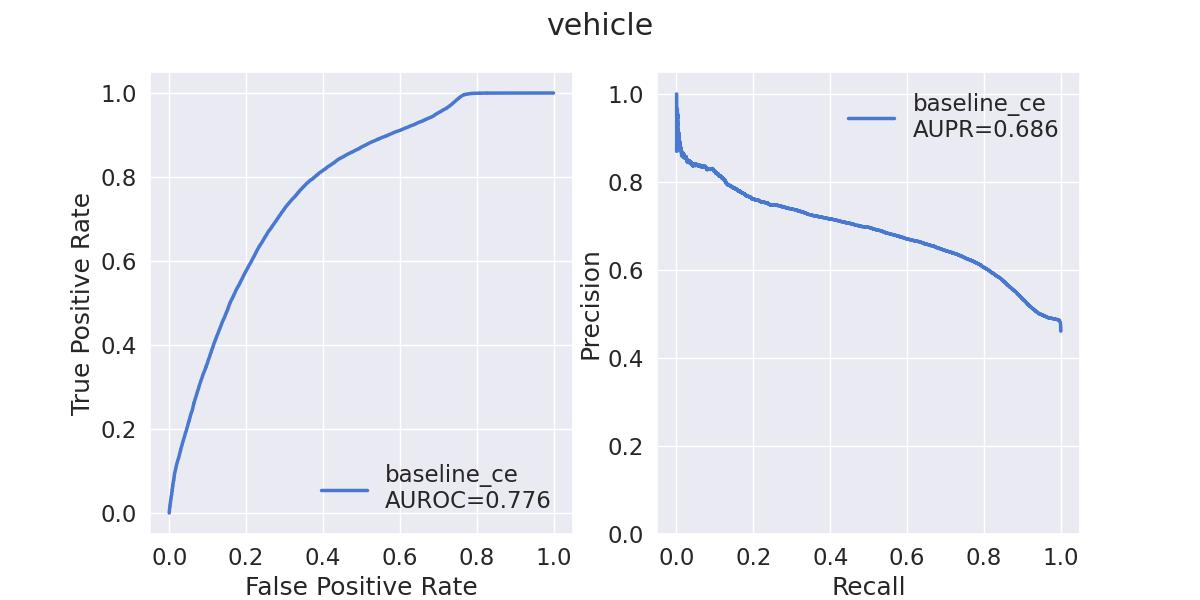 vehicle
1.0
0.8
0.6
0.4
0.2
0.0
True Positive Rate
0.0 0.2 0.4 0.6 0.8 1.0
False Positive Rate
baseline_ce
AUROC=0.776
1.0
0.8
0.6
0.4
0.2
0.0
Precision
0.0 0.2 0.4 0.6 0.8 1.0
Recall
baseline_ce
AUPR=0.686